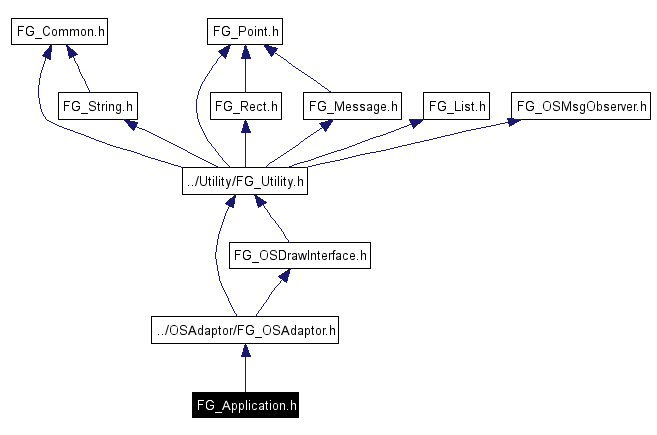 FG_Common.h
FG_Point.h
FG_String.h
FG_Rect.h
FG_Message.h
FG_List.h
FG_OSMsgObserver.h
../Utility/FG_Utility.h
FG_OSDrawInterface.h
../OSAdaptor/FG_OSAdaptor.h
FG_Application.h